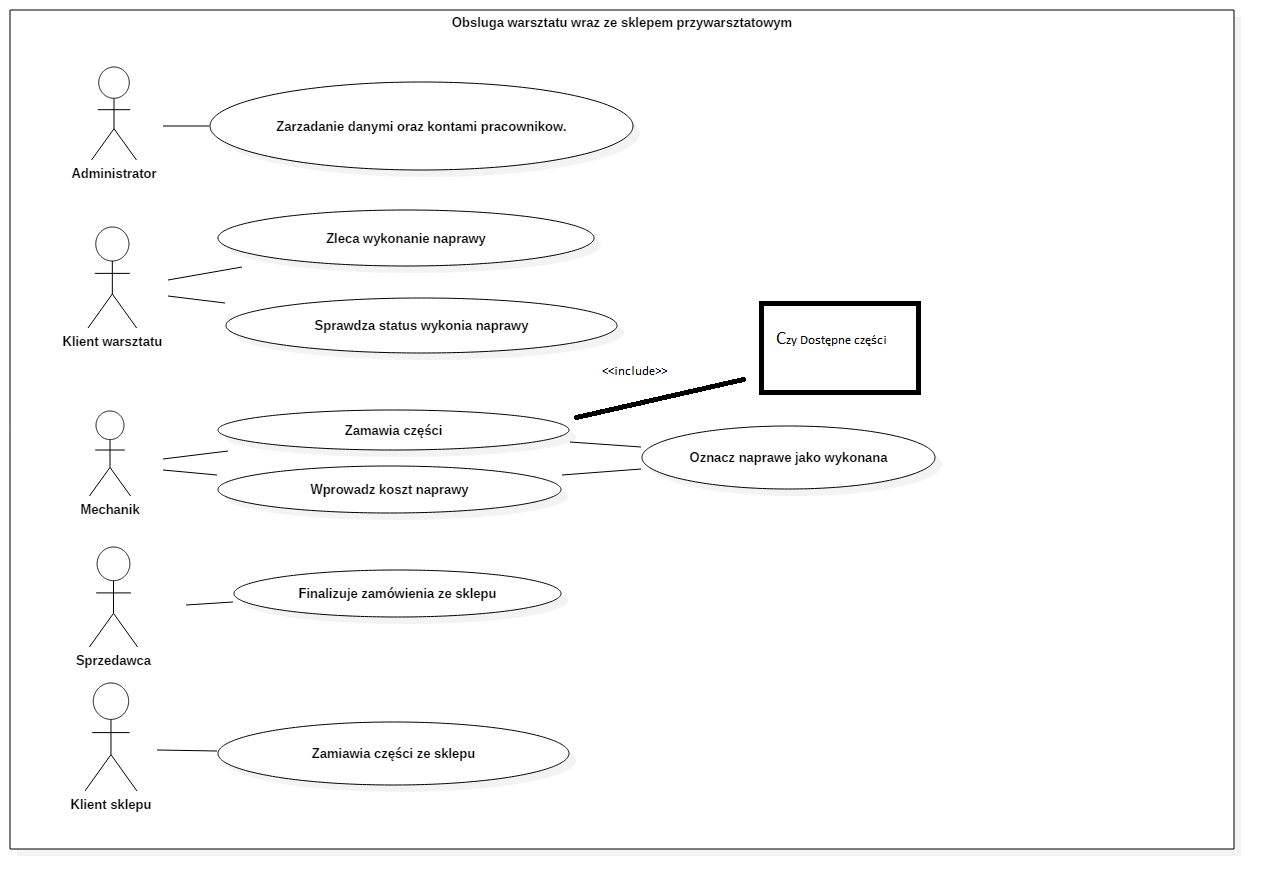 Obsluga warsztatu wraz ze sklepem przywarsztatowym
Zarzadanie danymi oraz kontami pracownikow.
Administrator
Zleca wykonanie naprawy
Sprawdza status wykonia naprawy
Klient warsztatu
Czy Dostępne części
<<include>>
Zamawia części
Oznacz naprawe jako wykonana
Wprowadz koszt naprawy
Mechanik
Finalizuje zamówienia ze sklepu
Sprzedawca
Zamiawia części ze sklepu
Klient sklepu